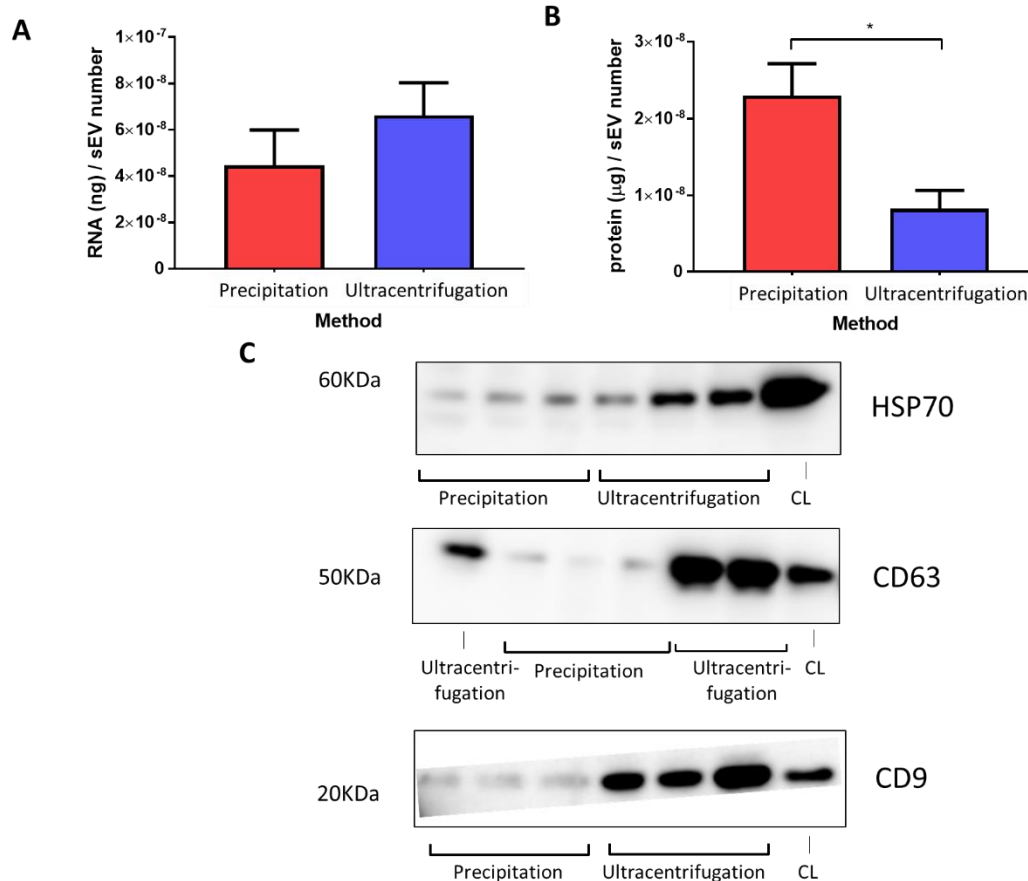 A
RNA (ng) / sEV number
1×10⁻⁷
8×10⁻⁸
6×10⁻⁸
4×10⁻⁸
2×10⁻⁸
0
Precipitation Ultracentrifugation
Method
B
protein (μg) / sEV number
3×10⁻⁸
2×10⁻⁸
1×10⁻⁸
0
*
Precipitation Ultracentrifugation
Method
C
60KDa
HSP70
Precipitation Ultracentrifugation CL
50KDa
CD63
Ultracentri-
fugation
Precipitation
Ultracentri-
fugation
CL
20KDa
CD9
Precipitation Ultracentrifugation CL